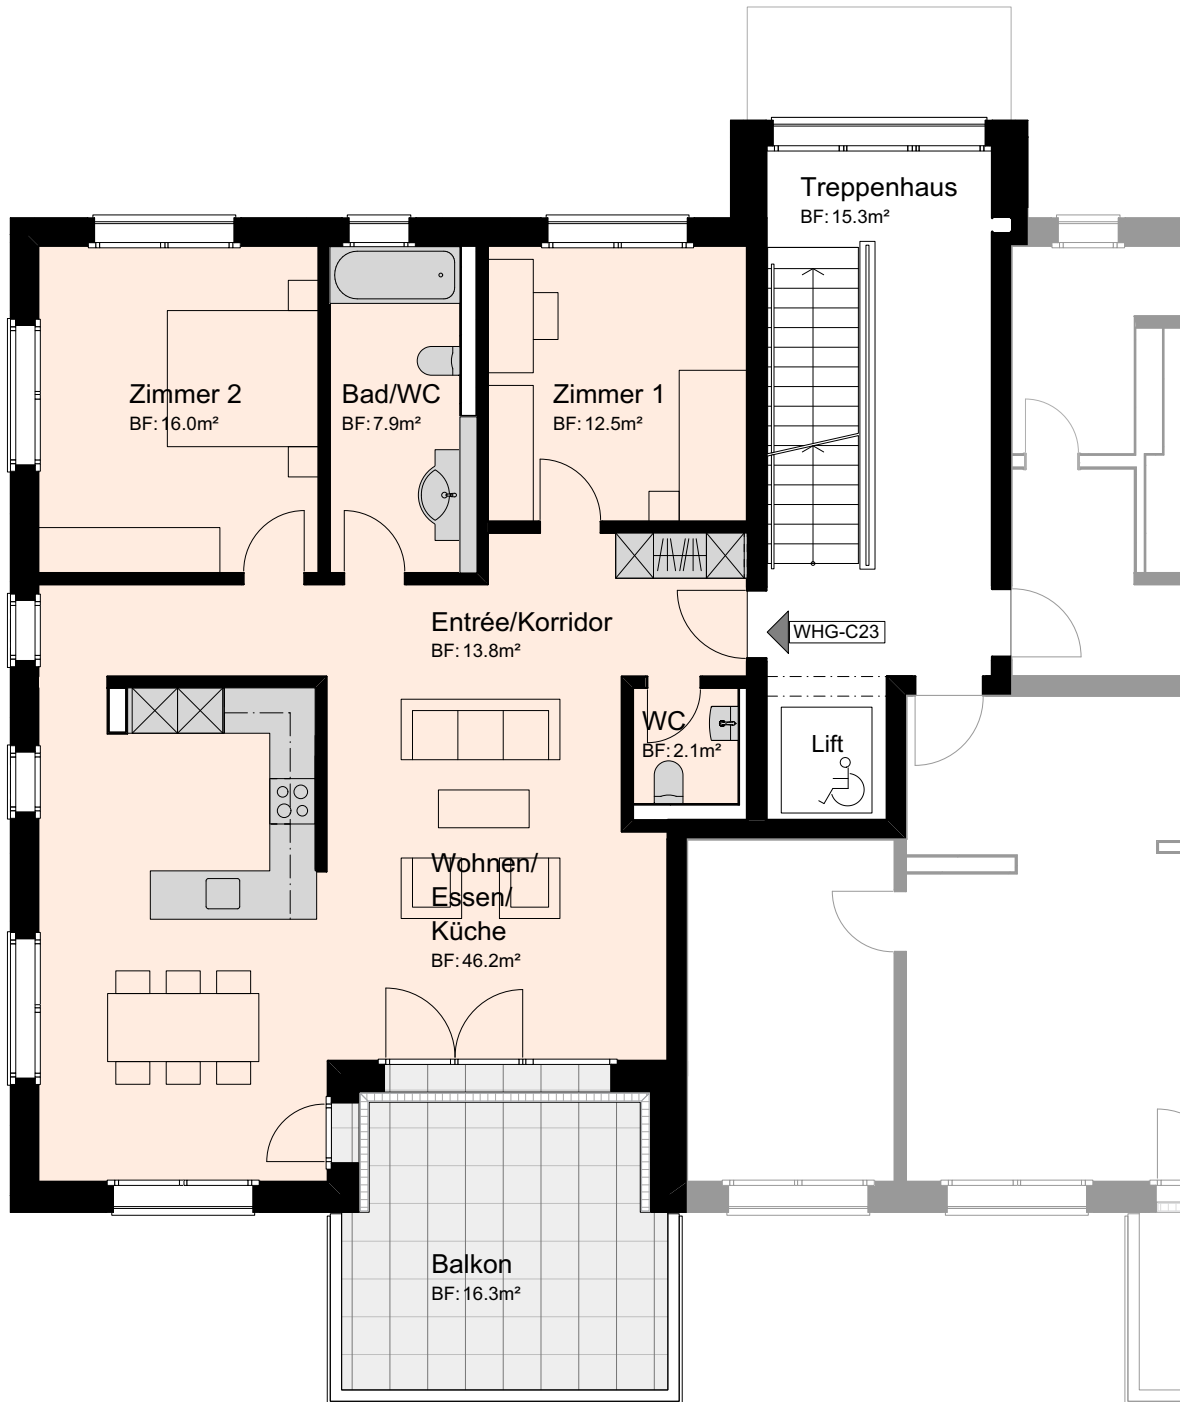 Treppenhaus
BF: 15.3m²
Zimmer 2
BF: 16.0m²
Bad/WC
BF: 7.9m²
Zimmer 1
BF: 12.5m²
Entrée/Korridor
BF: 13.8m²
WHG-C23
WC
BF: 2.1m²
Lift
Wohnen/
Essen/
Küche
BF: 46.2m²
Balkon
BF: 16.3m²